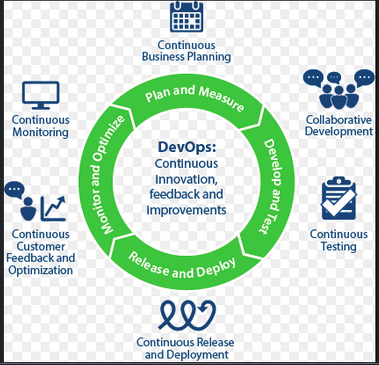 Continuous
Business Planning
Plan and Measure
Continuous
Monitoring
Collaborative
Development
Monitor and Optimize
DevOps:
Continuous
Innovation,
feedback and
Improvements
Develop and Test
Continuous
Customer
Feedback and
Optimization
Continuous
Testing
Release and Deploy
Continuous Release
and Deployment